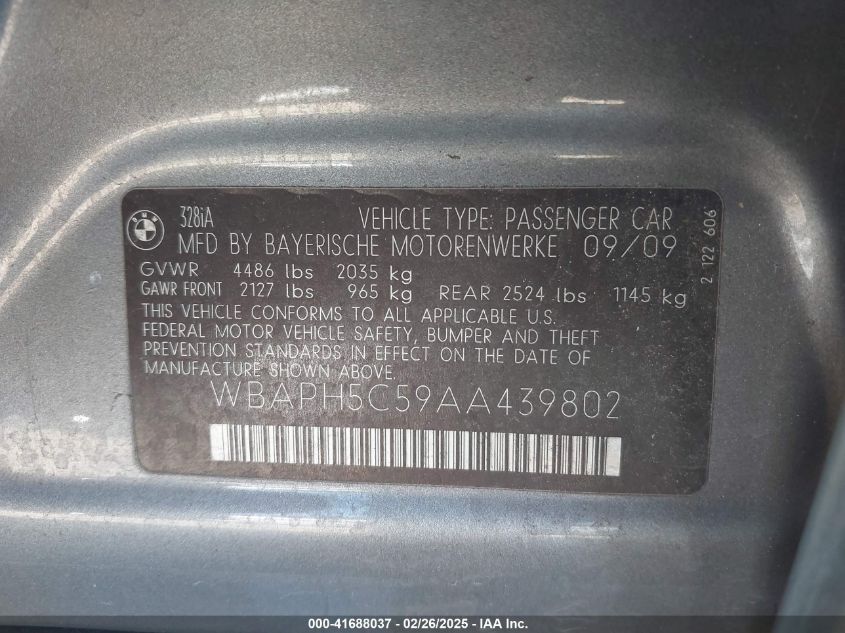 BMW
328iA VEHICLE TYPE: PASSENGER CAR
MFD BY BAYERISCHE MOTORENWERKE 09/09
GVWR 4486 lbs 2035 kg
GAWR FRONT 2127 lbs 965 kg REAR 2524 lbs 1145 kg
THIS VEHICLE CONFORMS TO ALL APPLICABLE U.S.
FEDERAL MOTOR VEHICLE SAFETY, BUMPER AND THEFT
PREVENTION STANDARDS IN EFFECT ON THE DATE OF
MANUFACTURE SHOWN ABOVE.
WBAPH5C59AA439802
2 122 606
000-41688037 - 02/26/2025 - IAA Inc.